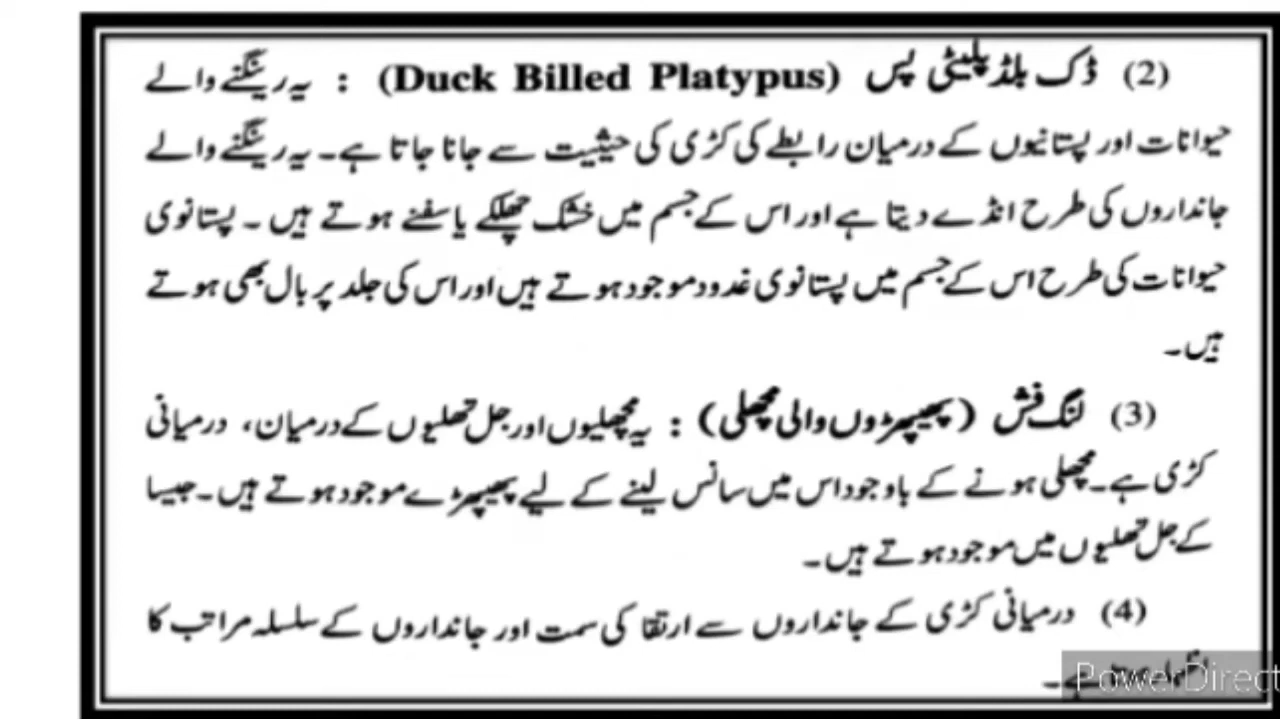 (2) ڈک بلڈ پلیٹی پس (Duck Billed Platypus) : یہ رینگنے والے
حیوانات اور پستانیوں کے درمیان رابطے کی کڑی کی حیثیت سے جانا جاتا ہے۔ یہ رینگنے والے
جانداروں کی طرح انڈے دیتا ہے اور اس کے جسم میں خشک چھلکے یا سفنے ہوتے ہیں ۔ پستانوی
حیوانات کی طرح اس کے جسم میں پستانوی غدود موجود ہوتے ہیں اور اس کی جلد پر بال بھی ہوتے
ہیں۔
(3) لنگ فش (پھیپھڑوں والی مچھلی) : یہ مچھلیوں اور جل تھلیوں کے درمیان، درمیانی
کڑی ہے۔ مچھلی ہونے کے باوجود اس میں سانس لینے کے لیے پھیپھڑے موجود ہوتے ہیں۔ جیسا
کے جل تھلیوں میں موجود ہوتے ہیں۔
(4) درمیانی کڑی کے جانداروں سے ارتقا کی سمت اور جانداروں کے سلسلہ مراتب کا
PowerDirect